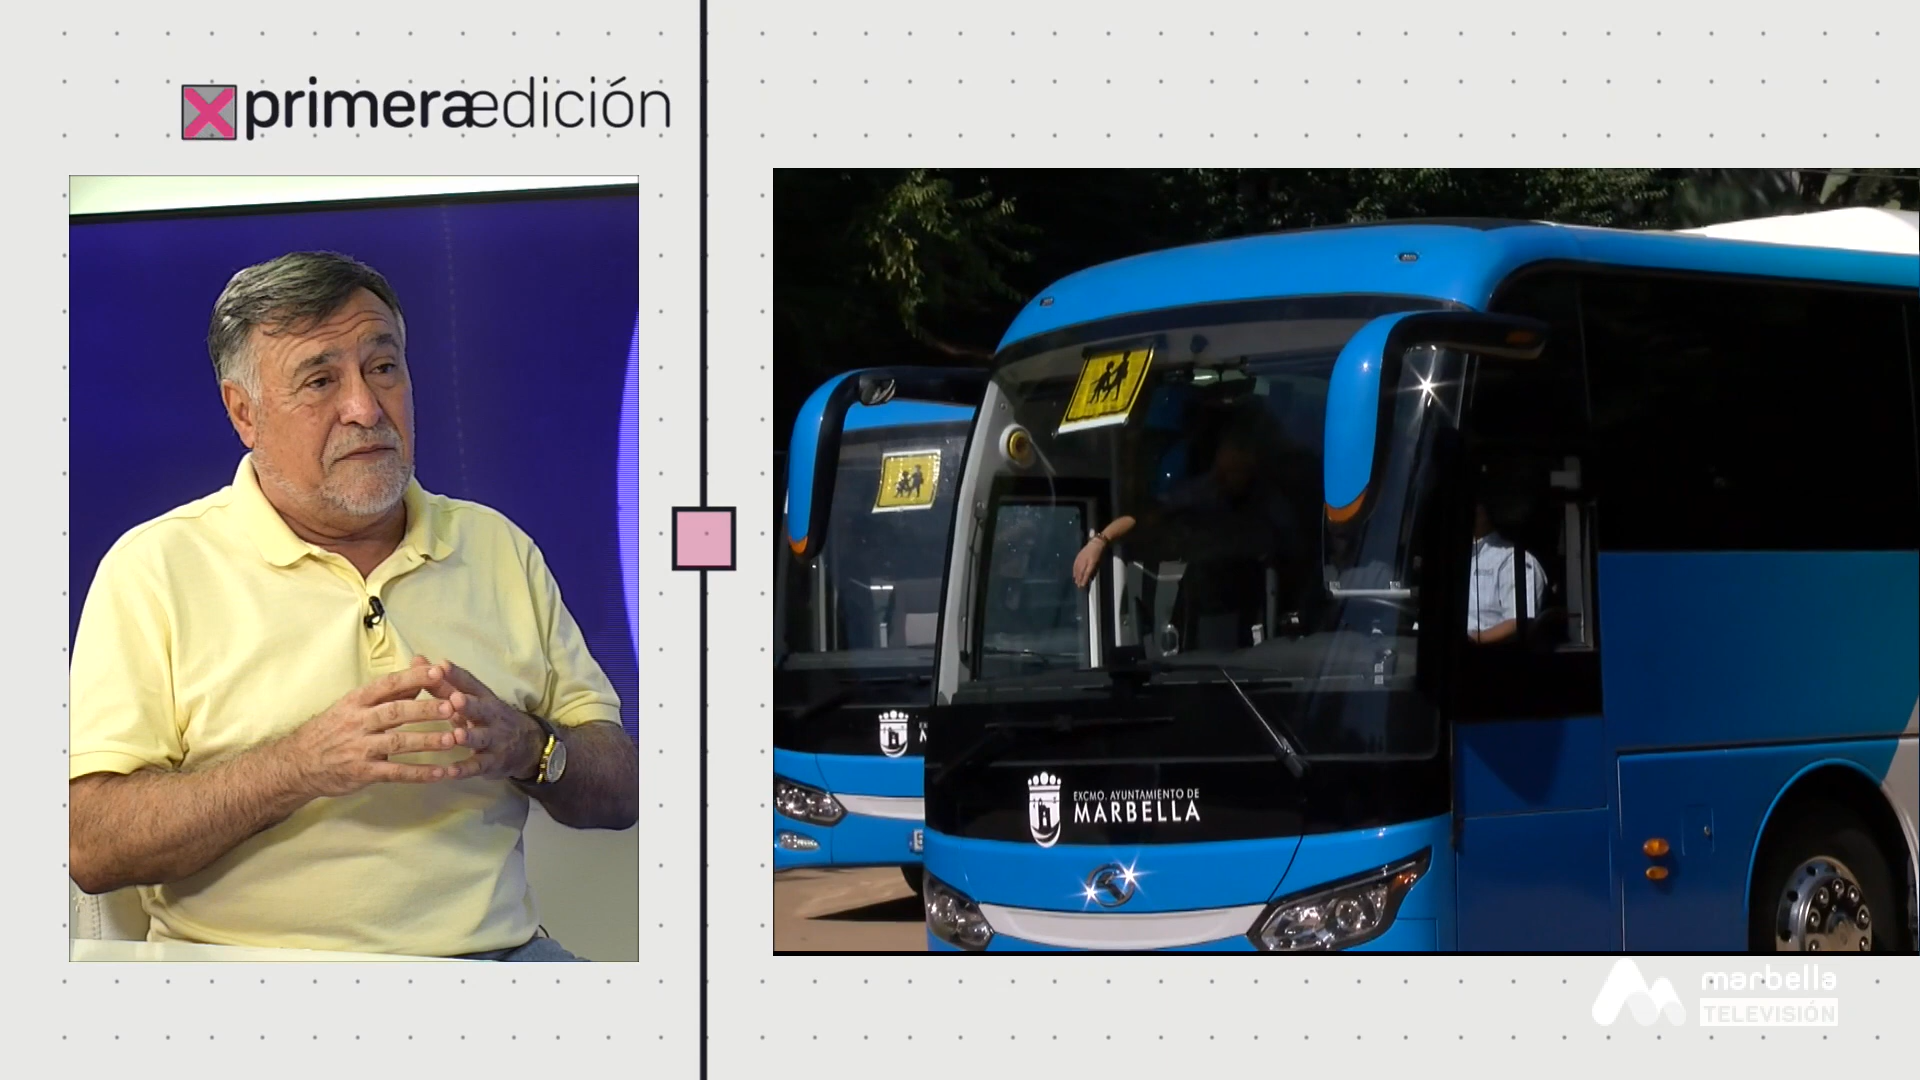 primeraedición
EXCMO. AYUNTAMIENTO DE
MARBELLA
marbella
TELEVISIÓN